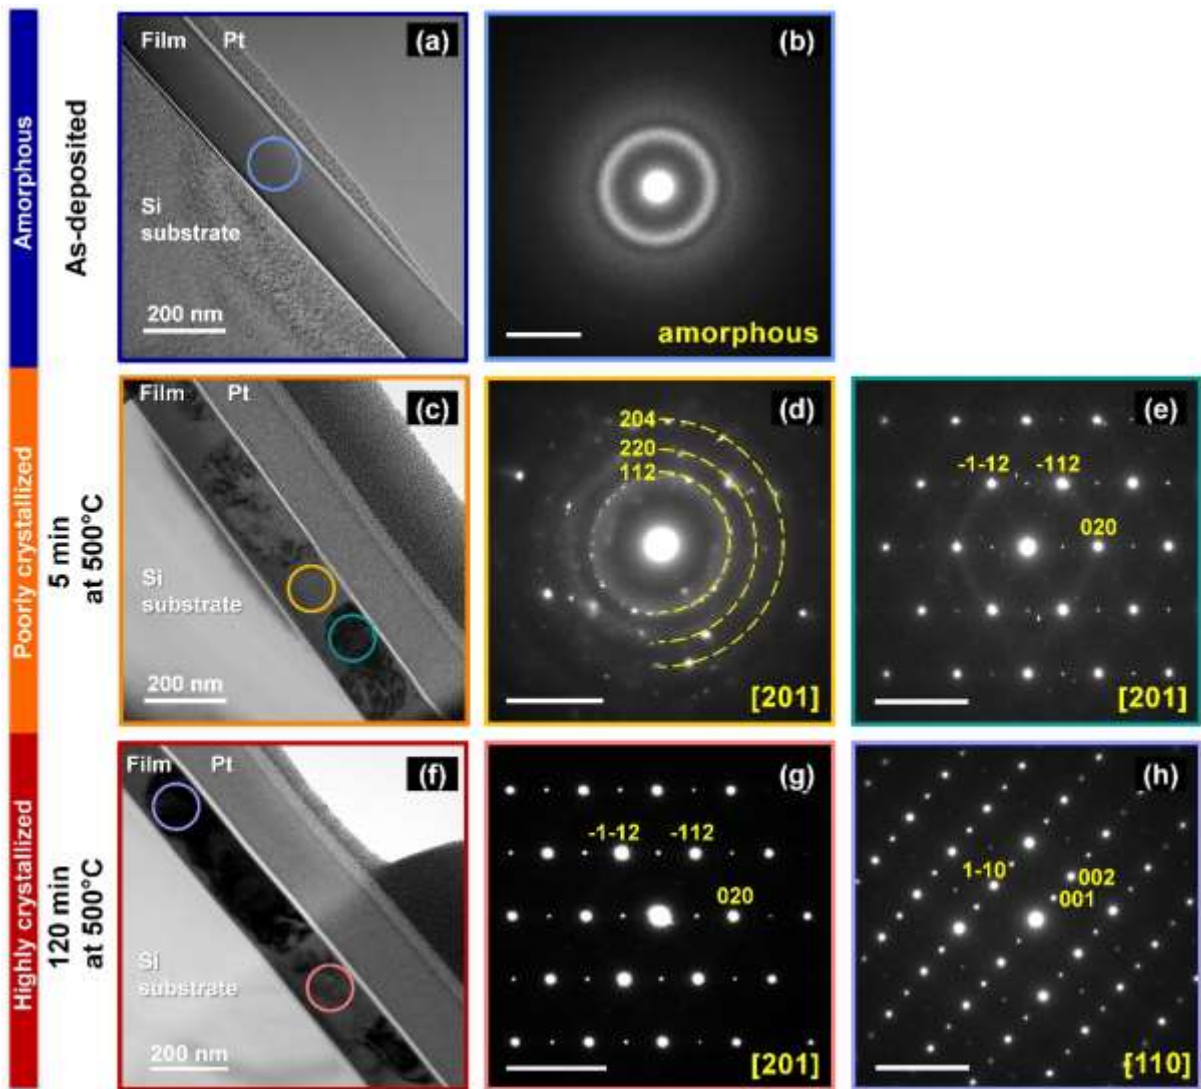 Amorphous
As-deposited
Film Pt (a)
Si
substrate
200 nm
(b)
amorphous
Poorly crystallized
5 min
at 500°C
Film Pt (c)
Si
substrate
200 nm
(d)
204
220
112
[201]
(e)
-1-12 -112
020
[201]
Highly crystallized
120 min
at 500°C
Film Pt (f)
Si
substrate
200 nm
(g)
-1-12 -112
020
[201]
(h)
1-10
002
001
[110]